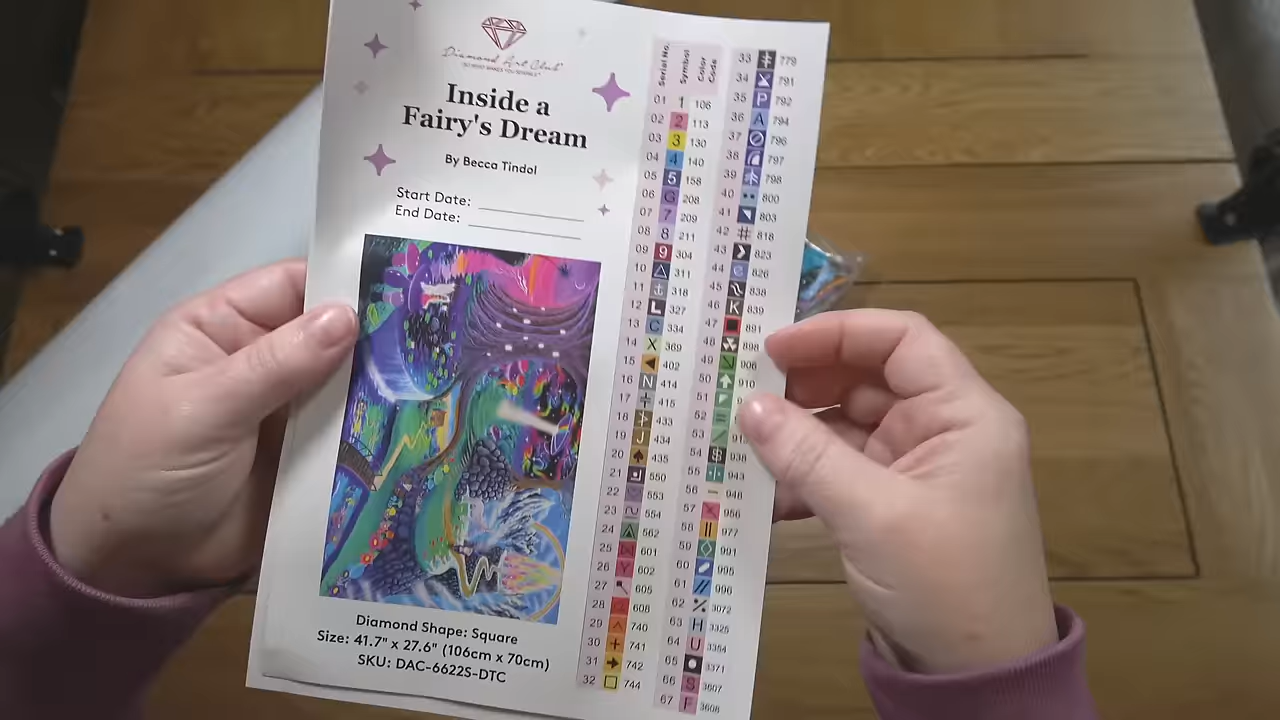 Diamond Art Club
Inside a
Fairy's Dream
By Becca Tindol
Start Date:
End Date:
Diamond Shape: Square
Size: 41.7" x 27.6" (106cm x 70cm)
SKU: DAC-6622S-DTC
Serial No. Symbol Color Code
01 1 106
02 2 113
03 3 130
04 4 140
05 5 158
06 G 208
07 7 209
08 8 211
09 9 304
10 311
11 318
12 L 327
13 C 334
14 X 369
15 402
16 N 414
17 415
18 433
19 J 434
20 435
21 550
22 553
23 554
24 562
25 601
26 Y 602
27 605
28 608
29 740
30 + 741
31 742
32 744
33 779
34 791
35 P 792
36 A 794
37 796
38 797
39 798
40 800
41 803
42 # 818
43 823
44 826
45 838
46 K 839
47 891
48 898
49 906
50 910
51
52 =
53
54 $ 938
55 943
56 - 948
57 956
58 977
59 991
60 995
61 // 996
62 3072
63 H 3325
64 U 3354
65 3371
66 S 3607
67 F 3608